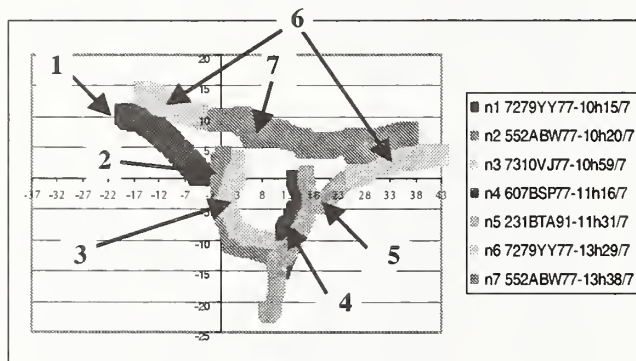 6
1
7
20
15
10
5
2
-37 -32 -27 -22 -17 -12 -7 -2 3 8 13 18 23 28 33 38 43
-5
-10
3
4
5
-15
-20
-25
n1 7279YY77-10h15/7
n2 552ABW77-10h20/7
n3 7310VJ77-10h59/7
n4 607BSP77-11h16/7
n5 231BTA91-11h31/7
n6 7279YY77-13h29/7
n7 552ABW77-13h38/7